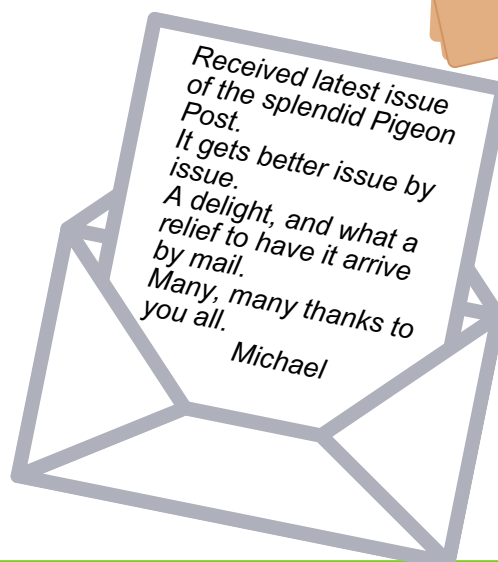 Received latest issue
of the splendid Pigeon
Post.
It gets better issue by
issue.
A delight, and what a
relief to have it arrive
by mail.
Many, many thanks to
you all.
Michael